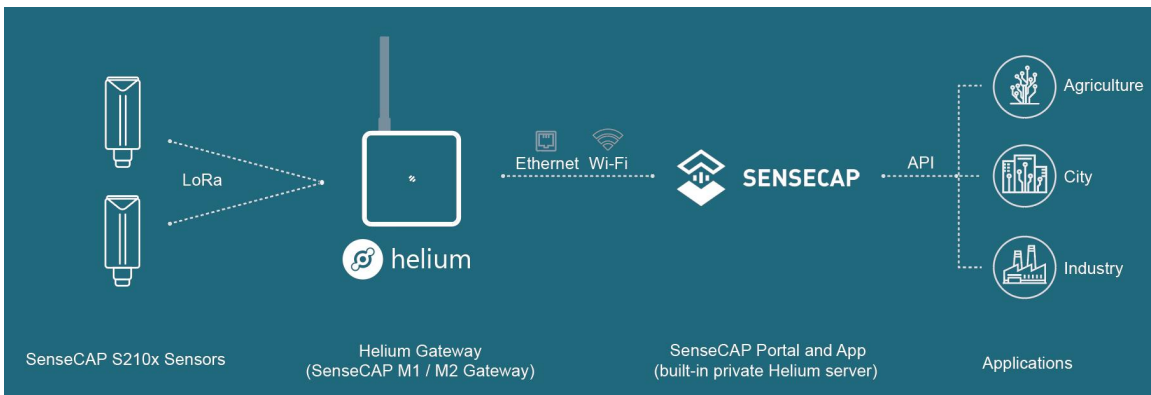 LoRa
helium
Ethernet Wi-Fi
SENSECAP
API
Agriculture
City
Industry
SenseCAP S210x Sensors
Helium Gateway
(SenseCAP M1 / M2 Gateway)
SenseCAP Portal and App
(built-in private Helium server)
Applications